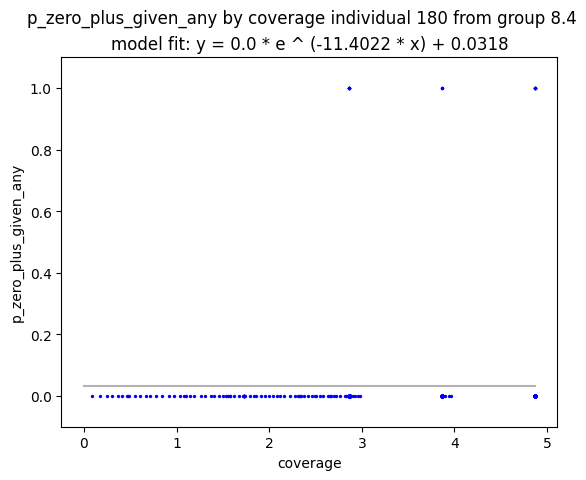 p_zero_plus_given_any by coverage individual 180 from group 8.4
model fit: y = 0.0 * e ^ (-11.4022 * x) + 0.0318
1.0
0.8
0.6
0.4
0.2
0.0
p_zero_plus_given_any
0 1 2 3 4 5
coverage